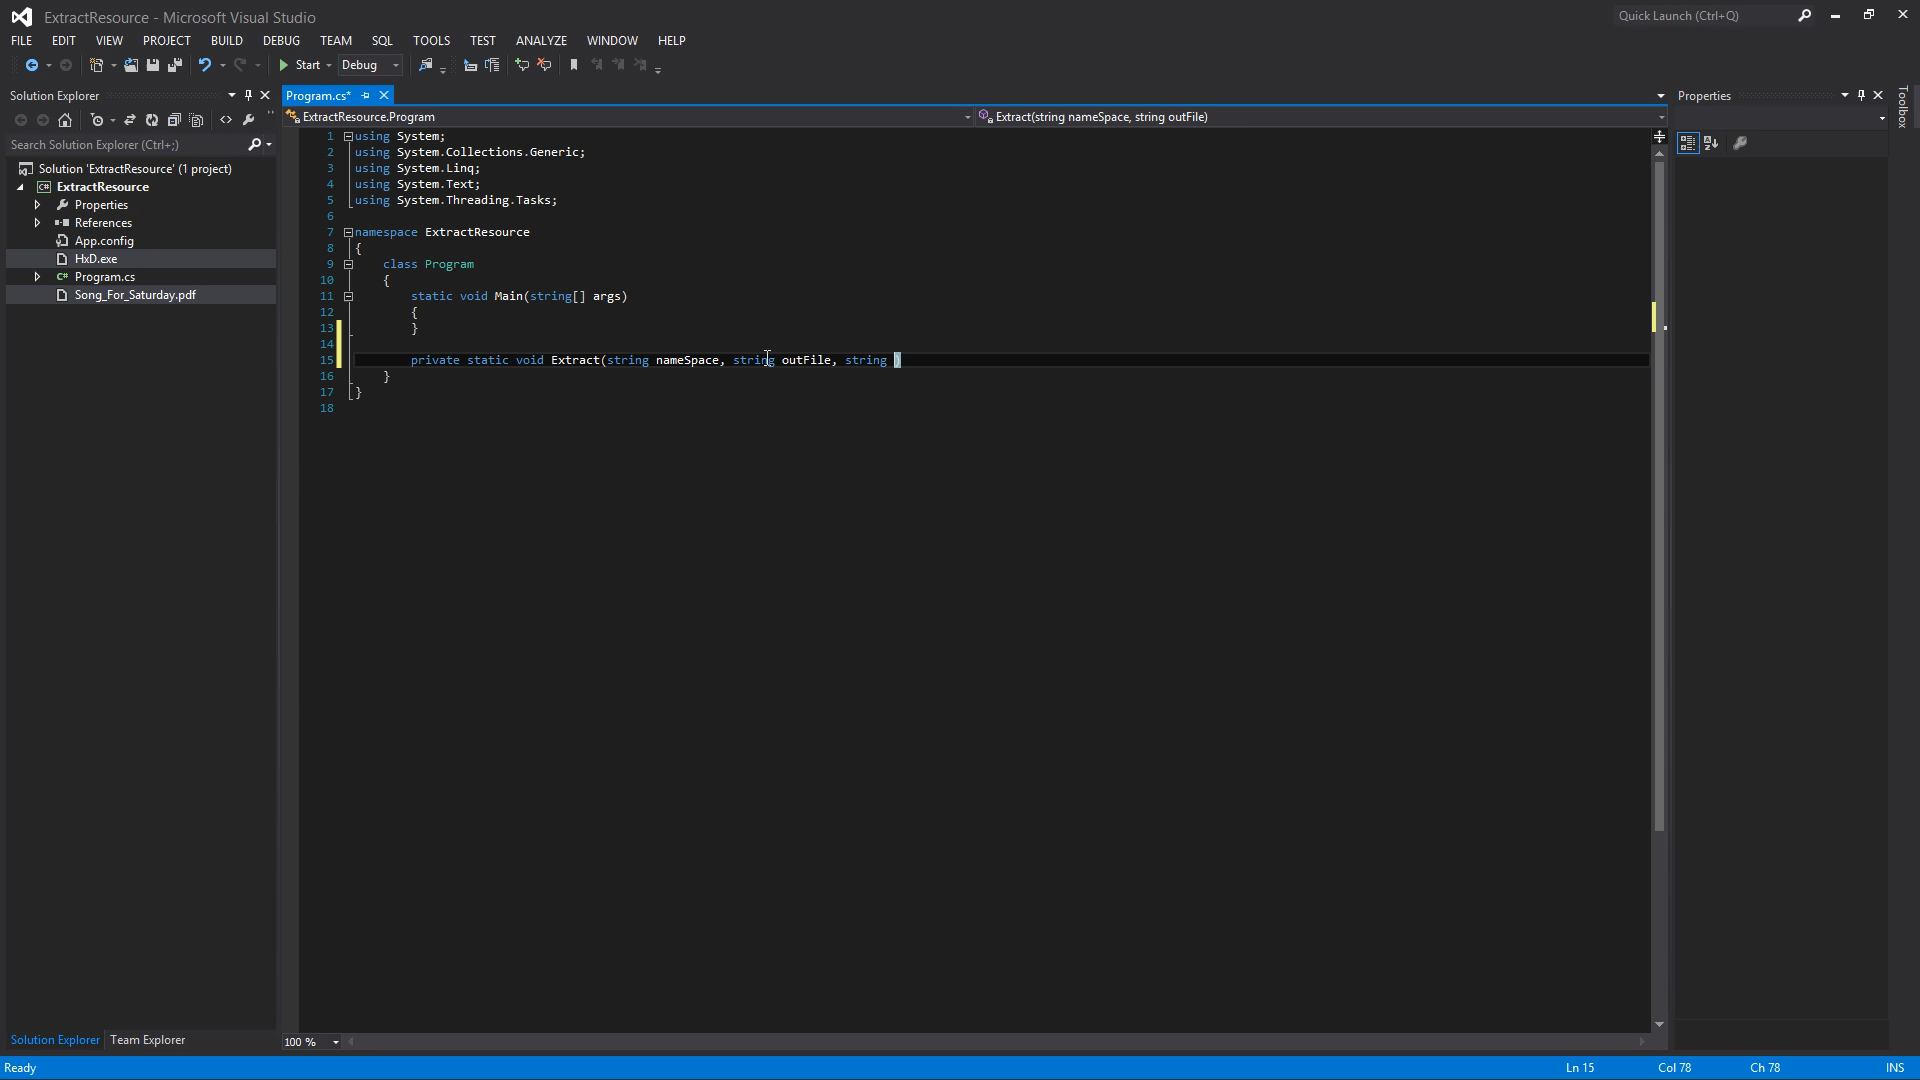 ExtractResource - Microsoft Visual Studio
Quick Launch (Ctrl+Q)
FILE EDIT VIEW PROJECT BUILD DEBUG TEAM SQL TOOLS TEST ANALYZE WINDOW HELP
Start Debug
Solution Explorer
Search Solution Explorer (Ctrl+;)
Solution 'ExtractResource' (1 project)
C# ExtractResource
Properties
References
App.config
HxD.exe
C# Program.cs
Song_For_Saturday.pdf
Solution Explorer Team Explorer
Program.cs*
ExtractResource.Program
Extract(string nameSpace, string outFile)
1 using System;
2 using System.Collections.Generic;
3 using System.Linq;
4 using System.Text;
5 using System.Threading.Tasks;
6
7 namespace ExtractResource
8 {
9 class Program
10 {
11 static void Main(string[] args)
12 {
13 }
14
15 private static void Extract(string nameSpace, string outFile, string )
16 }
17 }
18
100 %
Properties
Toolbox
Ready
Ln 15 Col 78 Ch 78 INS